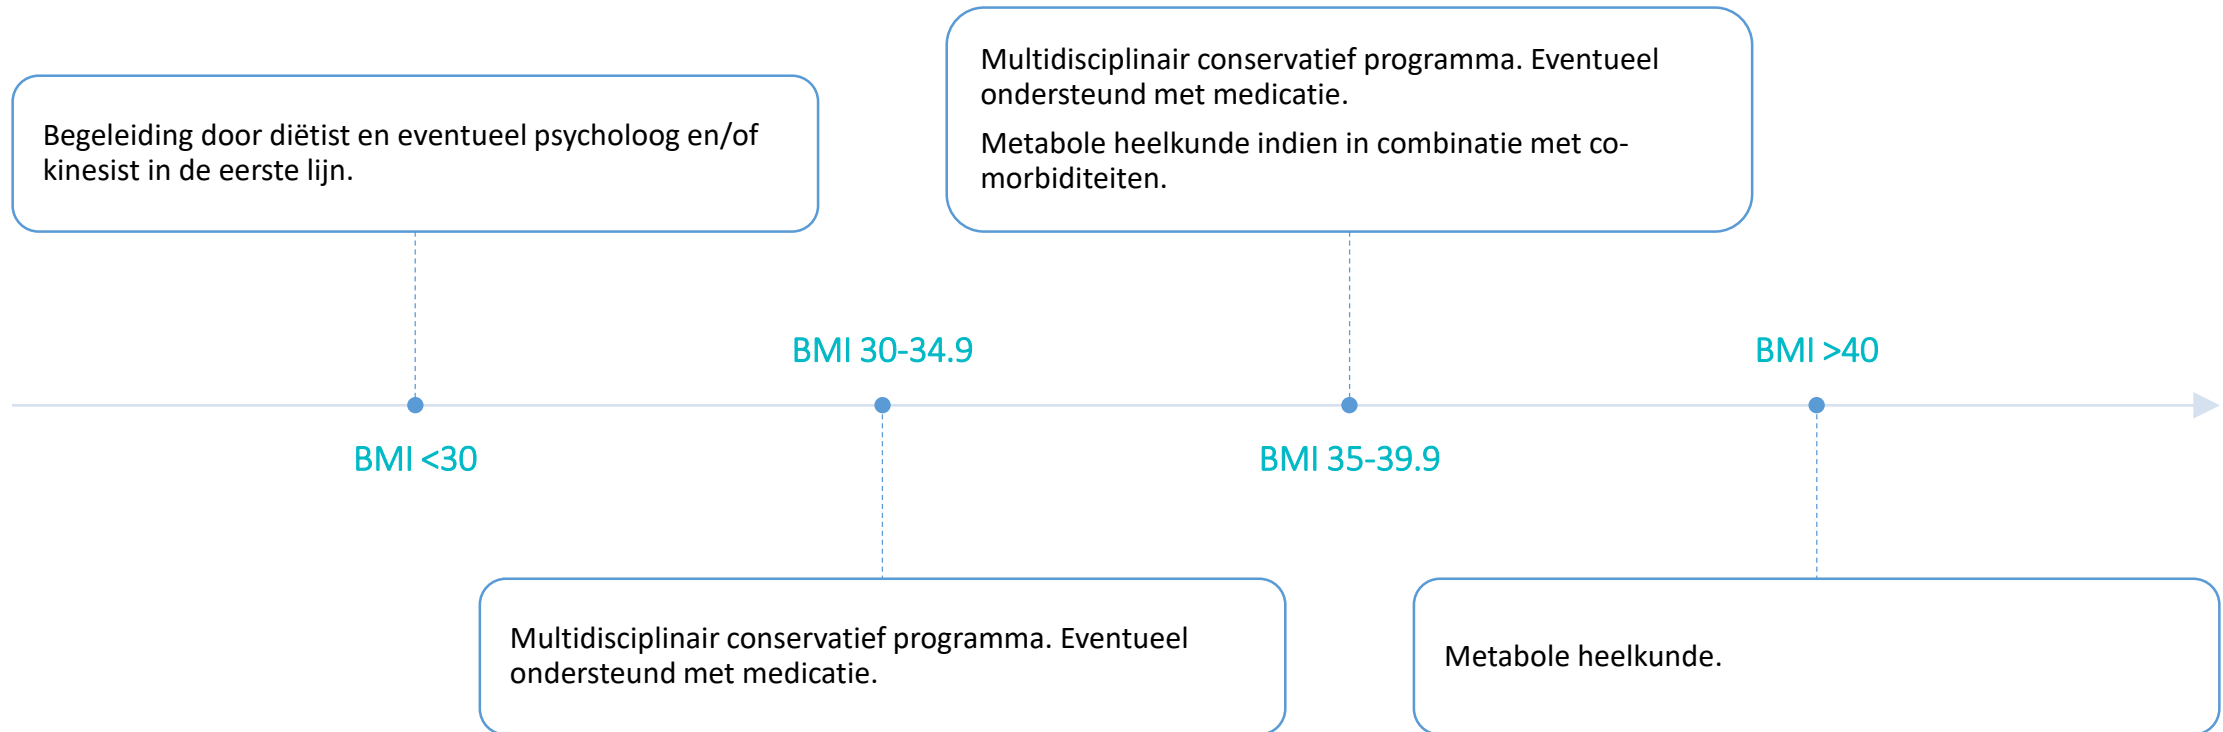 Begeleiding door diëtist en eventueel psycholoog en/of
kinesist in de eerste lijn.
BMI <30
BMI 30-34.9
Multidisciplinair conservatief programma. Eventueel
ondersteund met medicatie.
Multidisciplinair conservatief programma. Eventueel
ondersteund met medicatie.
Metabole heelkunde indien in combinatie met co-
morbiditeiten.
BMI 35-39.9
BMI >40
Metabole heelkunde.